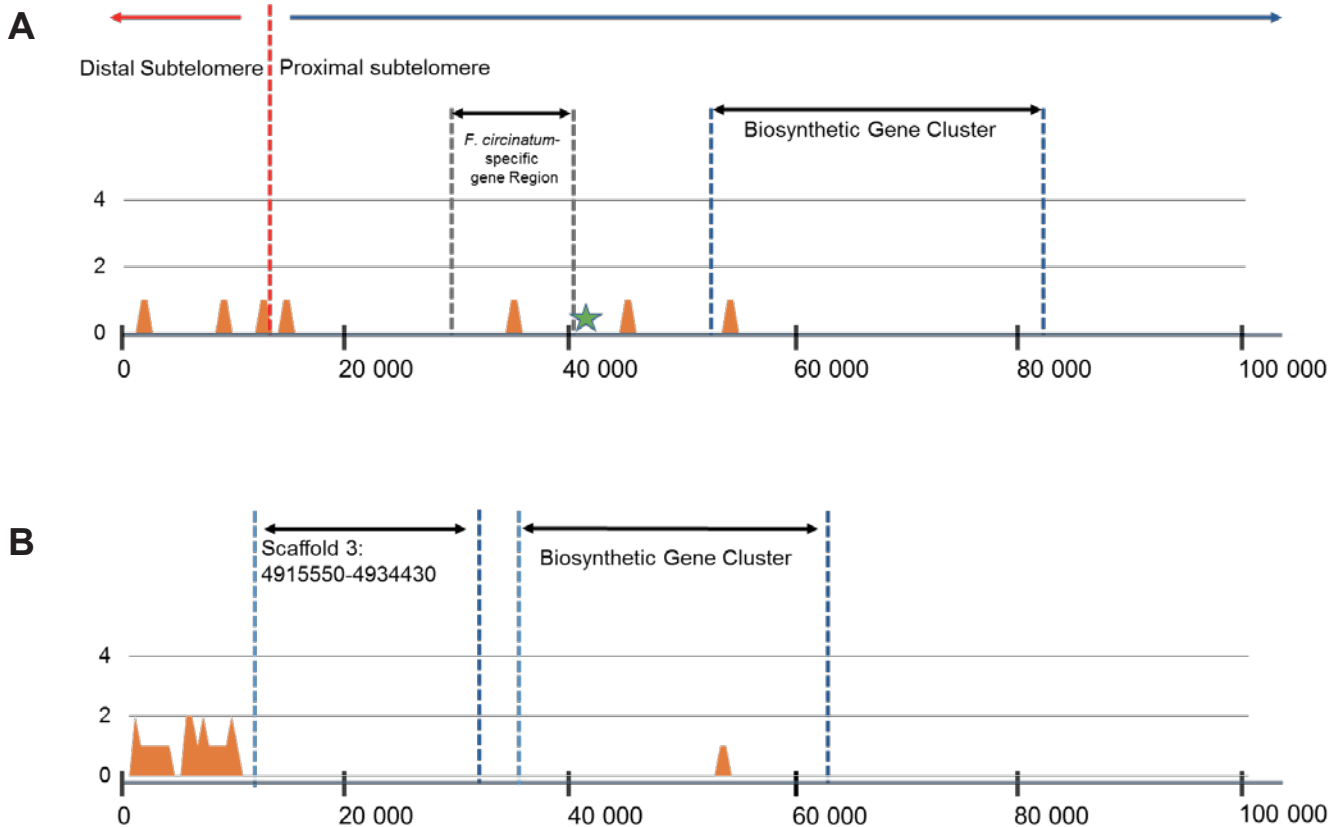 A
Distal Subtelomere
Proximal subtelomere
F. circinatum-
specific
gene Region
Biosynthetic Gene Cluster
4
2
0
0
20 000
40 000
60 000
80 000
100 000
B
Scaffold 3:
4915550-4934430
Biosynthetic Gene Cluster
4
2
0
0
20 000
40 000
60 000
80 000
100 000